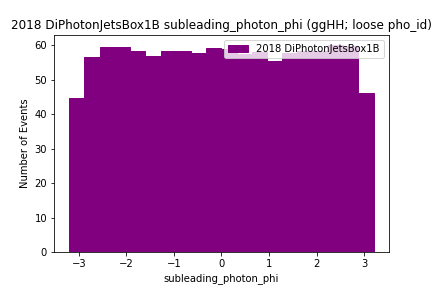 2018 DiPhotonJetsBox1B subleading_photon_phi (ggHH; loose pho_id)
2018 DiPhotonJetsBox1B
60
50
40
30
20
10
0
Number of Events
−3 −2 −1 0 1 2 3
subleading_photon_phi